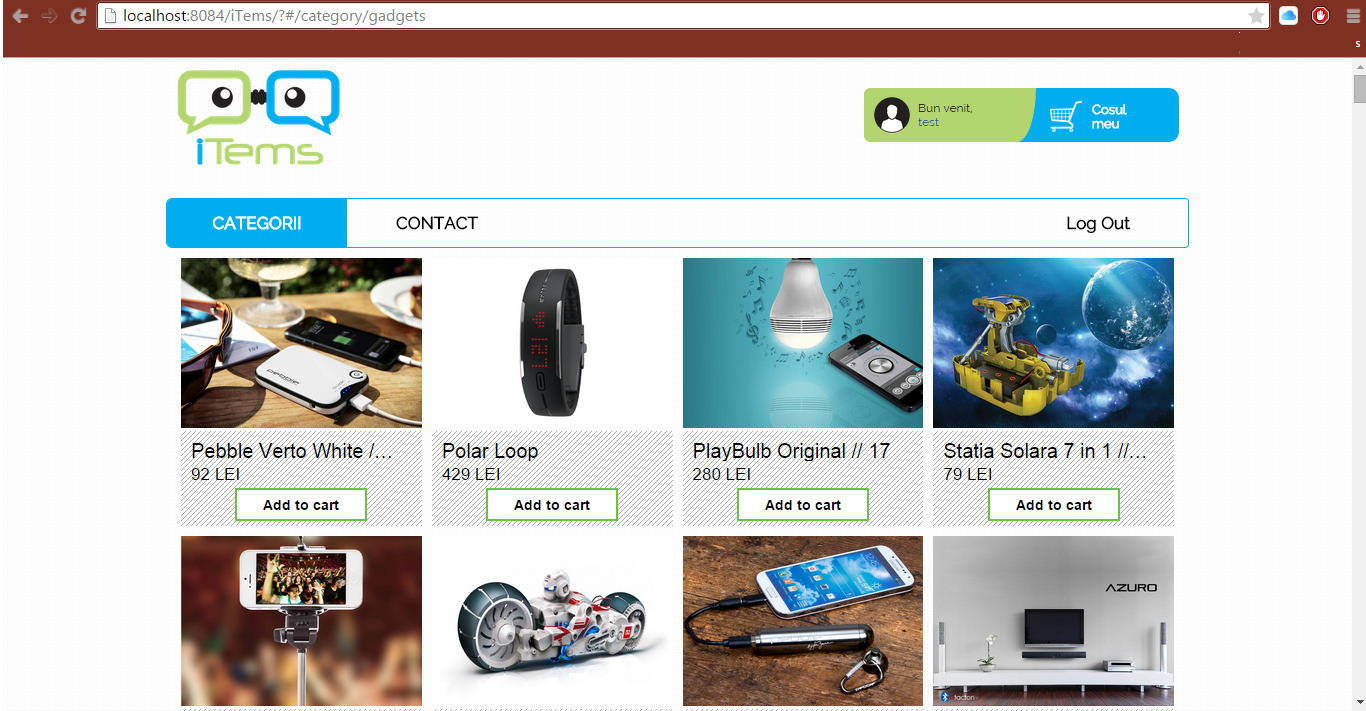 localhost:8084/iTems/?#/category/gadgets
s
iTems
Bun venit,
test
Cosul
meu
CATEGORII
CONTACT
Log Out
pebble
Pebble Verto White /...
92 LEI
Add to cart
Polar Loop
429 LEI
Add to cart
PlayBulb Original // 17
280 LEI
Add to cart
Statia Solara 7 in 1 //...
79 LEI
Add to cart
AZURO
tacton